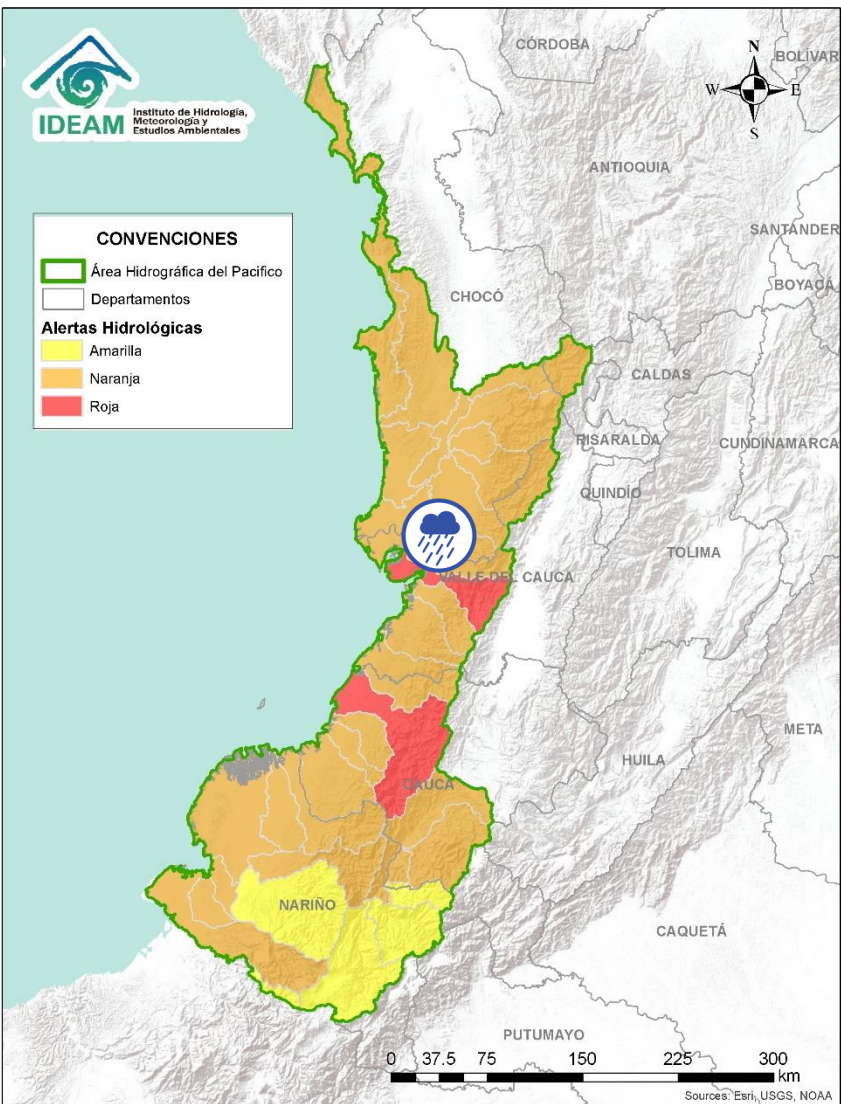 IDEAM
Instituto de Hidrología,
Meteorología y
Estudios Ambientales
CÓRDOBA
N
BOLÍVAR
W
E
S
ANTIOQUIA
SANTANDER
CONVENCIONES
Área Hidrográfica del Pacifico
Departamentos
Alertas Hidrológicas
Amarilla
Naranja
Roja
BOYACÁ
CHOCÓ
CALDAS
RISARALDA
CUNDINAMARCA
QUINDÍO
TOLIMA
VALLE DEL CAUCA
META
HUILA
CAUCA
NARIÑO
CAQUETÁ
PUTUMAYO
0 37.5 75 150 225 300
km
Sources: Esri, USGS, NOAA